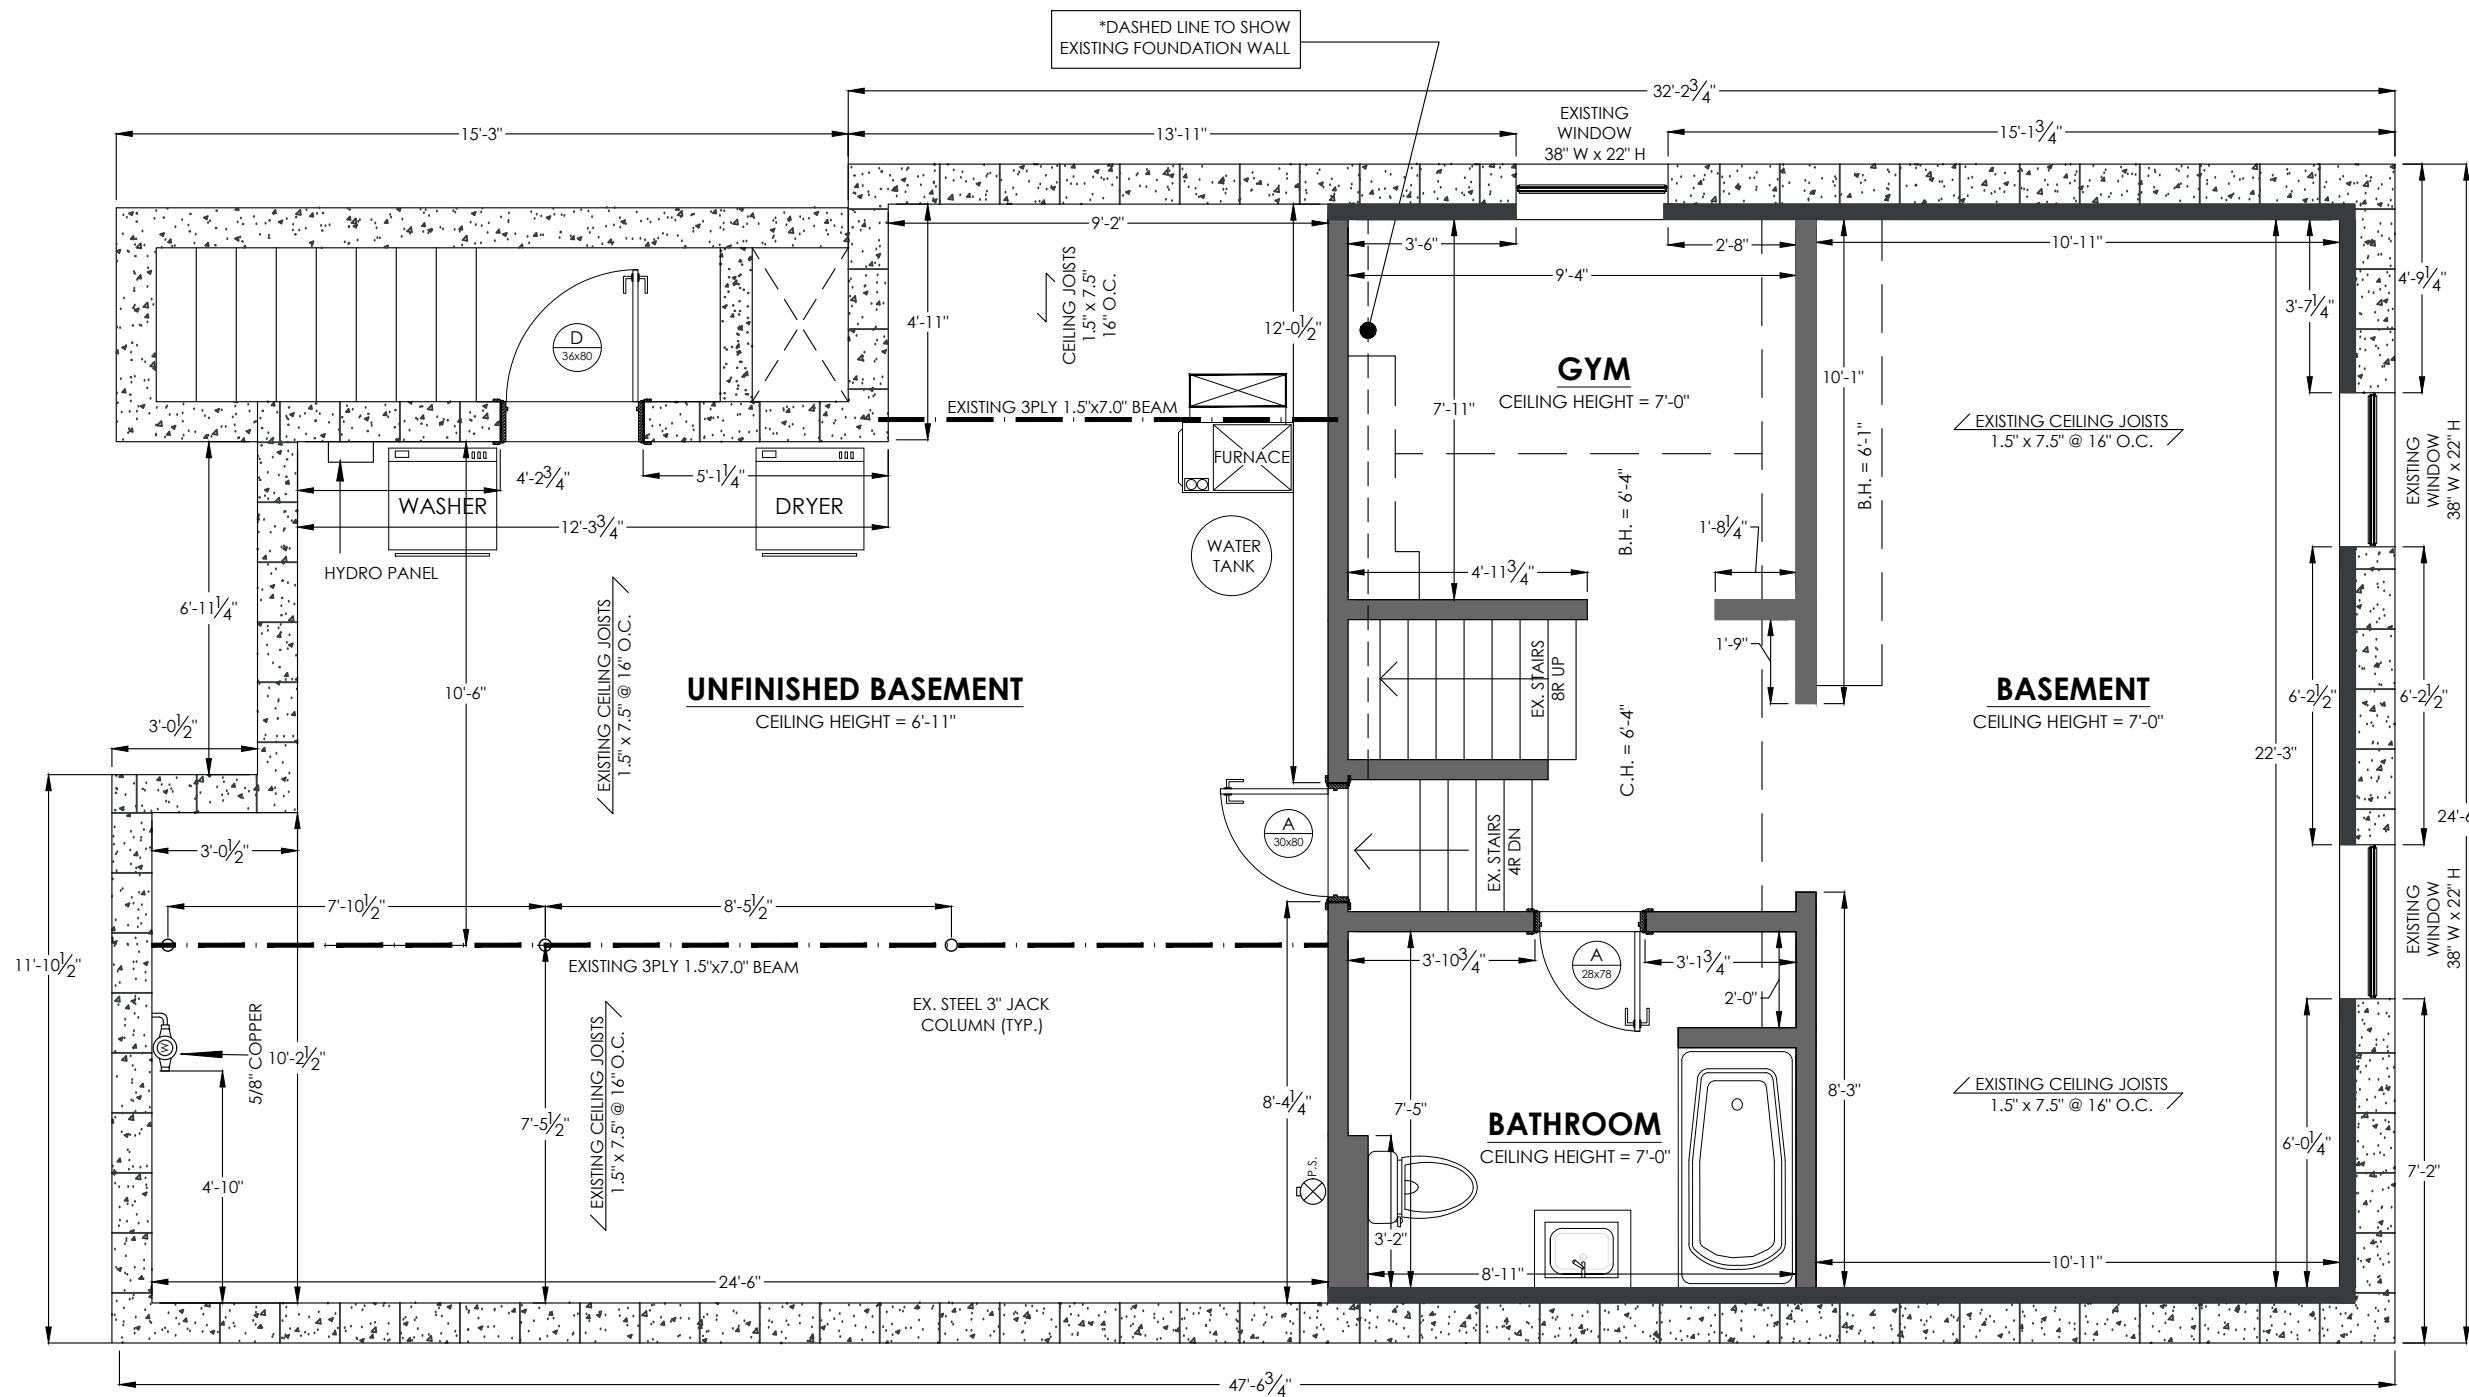 *DASHED LINE TO SHOW
EXISTING FOUNDATION WALL
32'-2 3/4"
15'-3"
13'-11"
EXISTING
WINDOW
38" W x 22" H
15'-1 3/4"
9'-2"
3'-6"
2'-8"
10'-11"
9'-4"
4'-9 1/4"
3'-7 1/4"
CEILING JOISTS
1.5" x 7.5"
16" O.C.
4'-11"
12'-0 1/2"
D
36x80
GYM
CEILING HEIGHT = 7'-0"
10'-1"
7'-11"
EXISTING 3PLY 1.5"x7.0" BEAM
EXISTING CEILING JOISTS
1.5" x 7.5" @ 16" O.C.
FURNACE
B.H. = 6'-1"
EXISTING
WINDOW
38" W x 22" H
4'-2 3/4"
5'-1 1/4"
WASHER
DRYER
12'-3 3/4"
B.H. = 6'-4"
1'-8 1/4"
WATER
TANK
HYDRO PANEL
4'-11 3/4"
6'-11 1/4"
EXISTING CEILING JOISTS
1.5" x 7.5" @ 16" O.C.
1'-9"
EX. STAIRS
8R UP
10'-6"
UNFINISHED BASEMENT
CEILING HEIGHT = 6'-11"
BASEMENT
CEILING HEIGHT = 7'-0"
6'-2 1/2"
6'-2 1/2"
3'-0 1/2"
C.H. = 6'-4"
22'-3"
24'-6
A
30x80
3'-0 1/2"
EX. STAIRS
4R DN
7'-10 1/2"
8'-5 1/2"
EXISTING
WINDOW
38" W x 22" H
11'-10 1/2"
EXISTING 3PLY 1.5"x7.0" BEAM
3'-10 3/4"
A
28x78
3'-1 3/4"
2'-0"
EX. STEEL 3" JACK
COLUMN (TYP.)
W
5/8" COPPER
10'-2 1/2"
EXISTING CEILING JOISTS
1.5" x 7.5" @ 16" O.C.
7'-5 1/2"
8'-4 1/4"
7'-5"
8'-3"
EXISTING CEILING JOISTS
1.5" x 7.5" @ 16" O.C.
BATHROOM
CEILING HEIGHT = 7'-0"
6'-0 1/4"
7'-2"
P.S.
4'-10"
3'-2"
24'-6"
8'-11"
10'-11"
47'-6 3/4"